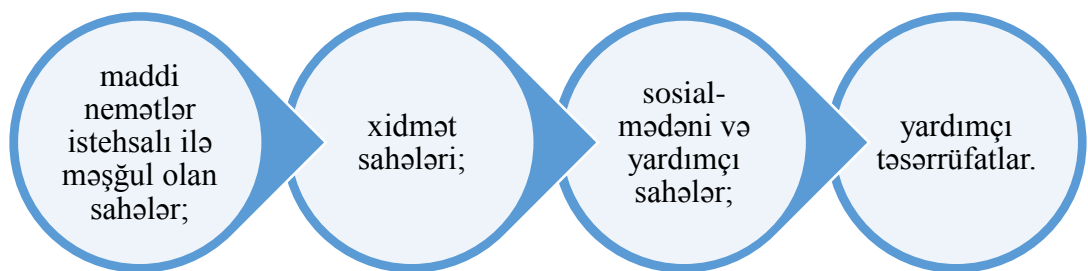 maddi
nemətlər
istehsalı ilə
məşğul olan
sahələr;
xidmət
sahələri;
sosial-
mədəni və
yardımçı
sahələr;
yardımçı
təsərrüfatlar.